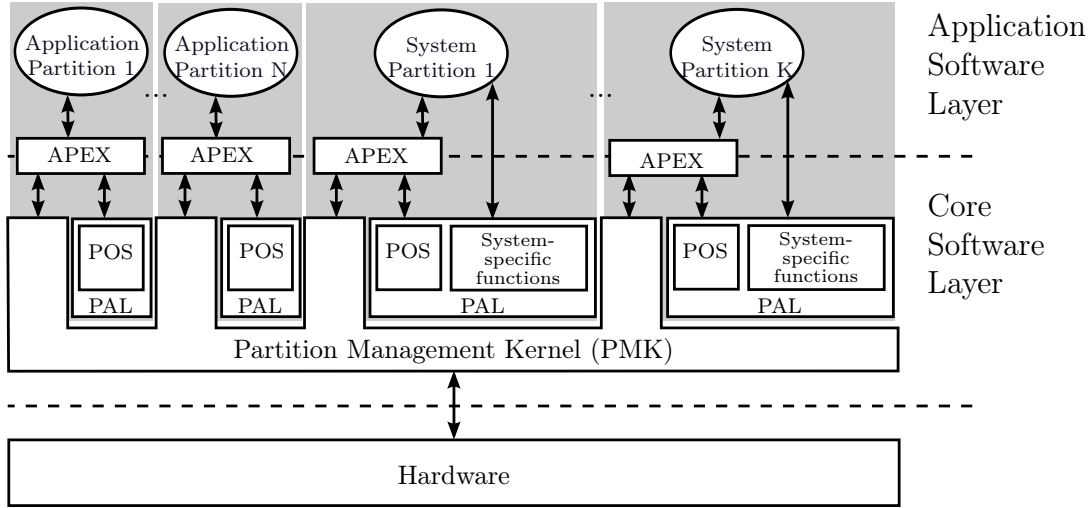 Application
Partition 1
Application
Partition N
System
Partition 1
System
Partition K
...
...
Application
Software
Layer
APEX
APEX
APEX
APEX
Core
Software
Layer
POS
PAL
POS
PAL
POS
System-
specific
functions
PAL
POS
System-
specific
functions
PAL
Partition Management Kernel (PMK)
Hardware